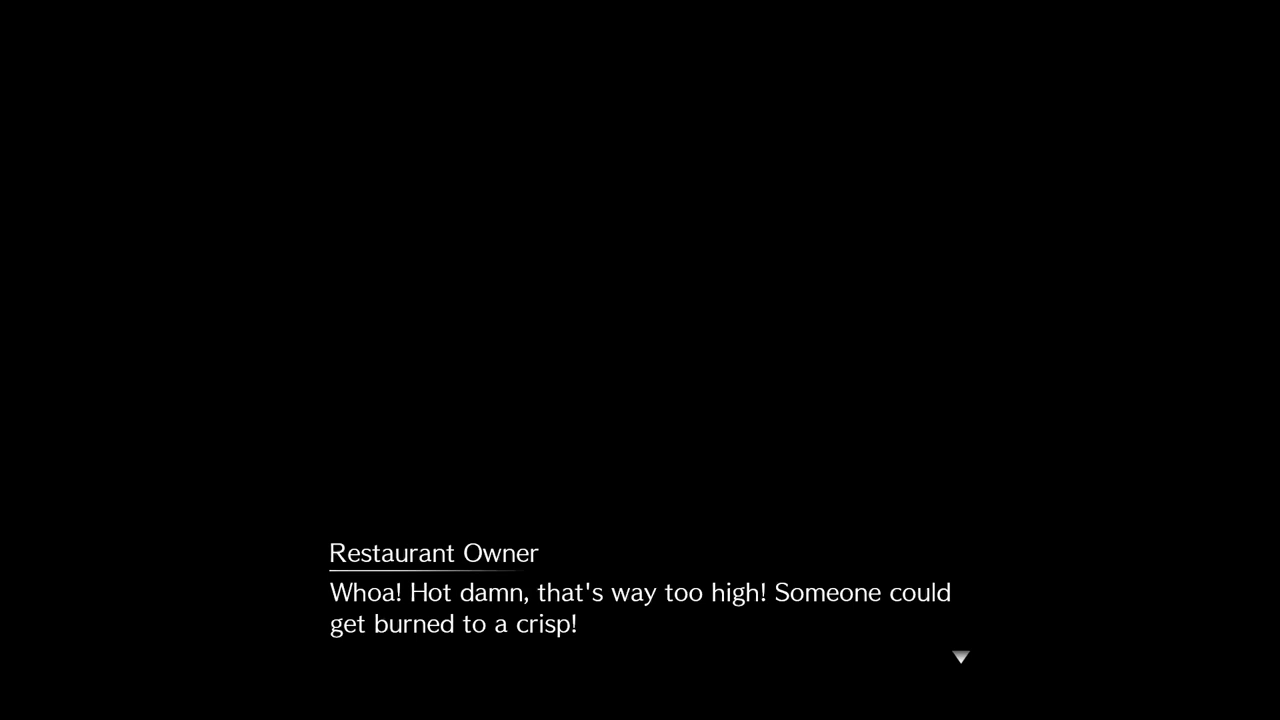 Restaurant Owner
Whoa! Hot damn, that's way too high! Someone could
get burned to a crisp!